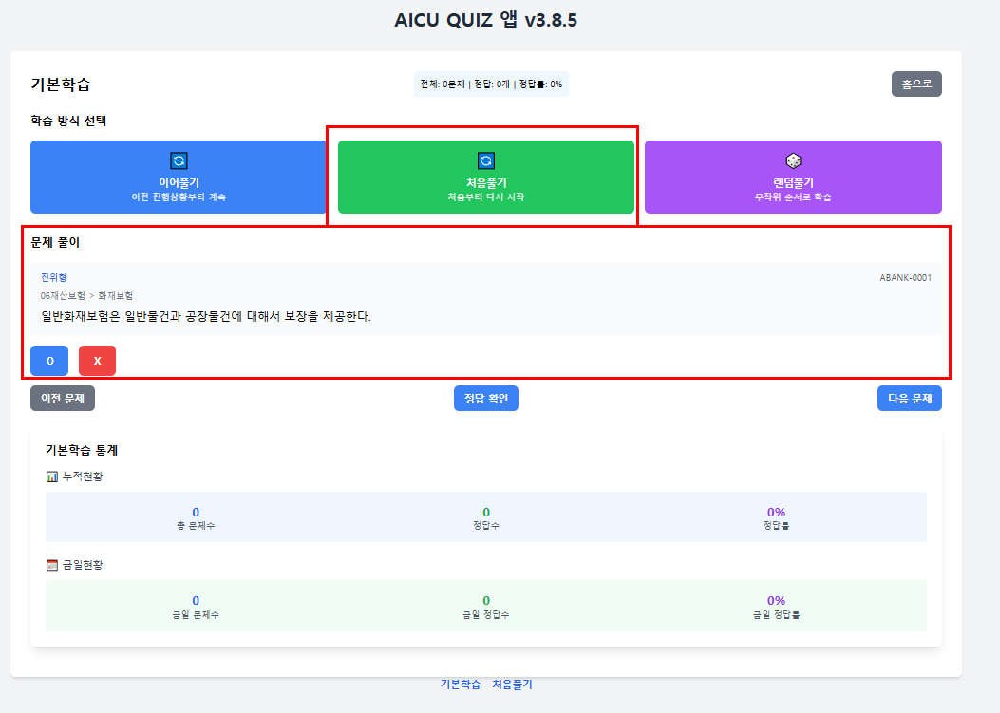 AICU QUIZ 앱 v3.8.5
기본학습
전체: 0문제 | 정답: 0개 | 정답률: 0%
홈으로
학습 방식 선택
이어풀기
이전 진행상황부터 계속
처음풀기
처음부터 다시 시작
랜덤풀기
무작위 순서로 학습
문제 풀이
진위형
ABANK-0001
06재산보험 > 화재보험
일반화재보험은 일반물건과 공장물건에 대해서 보장을 제공한다.
O
X
이전 문제
정답 확인
다음 문제
기본학습 통계
누적현황
0
총 문제수
0
정답수
0%
정답률
금일현황
0
금일 문제수
0
금일 정답수
0%
금일 정답률
기본학습 - 처음풀기